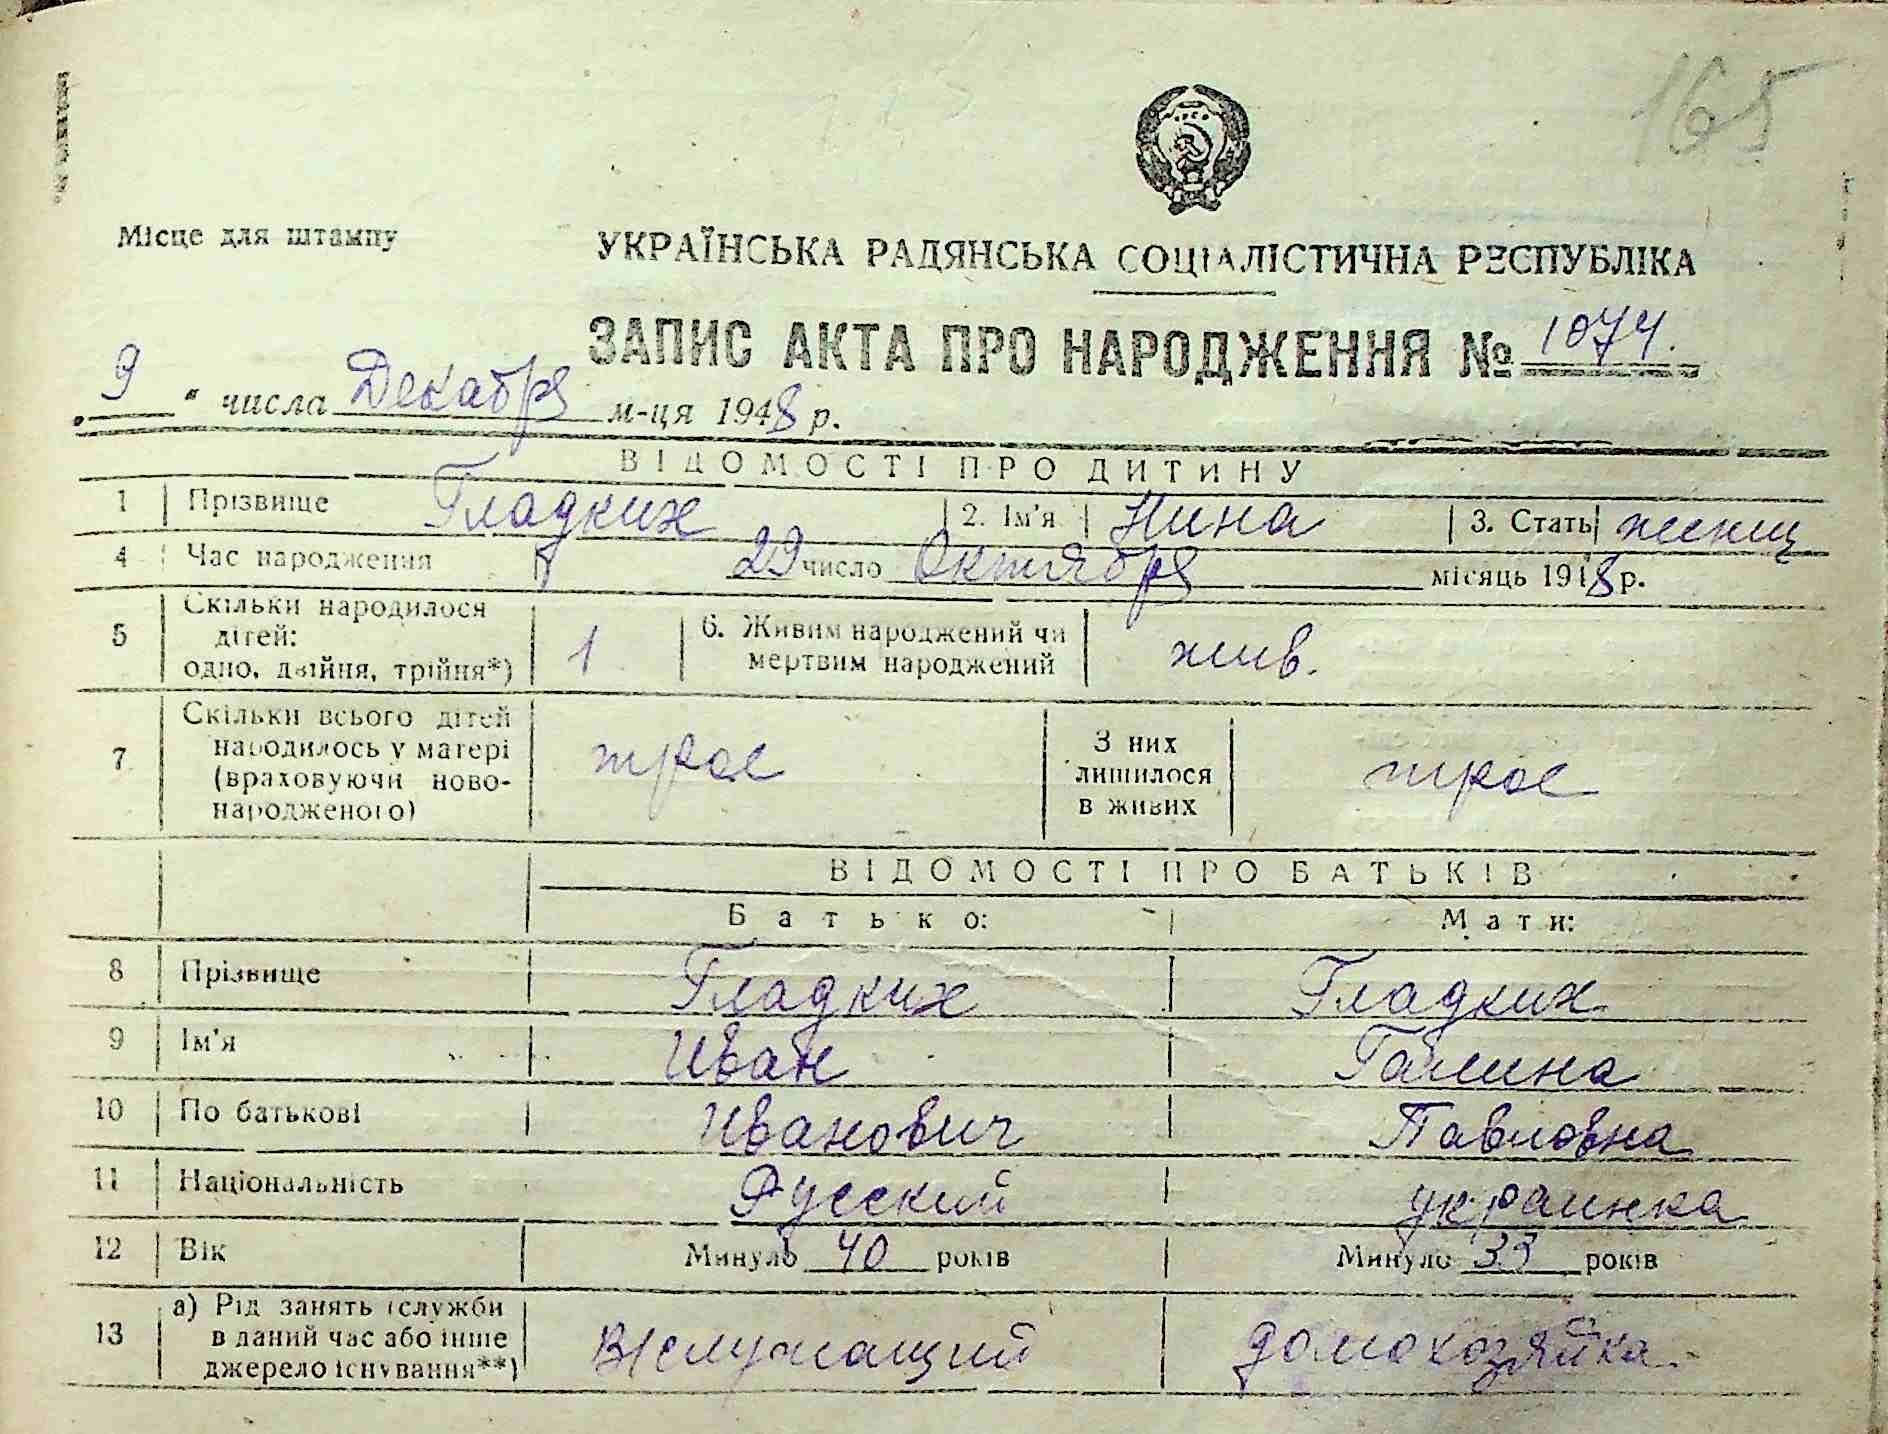 165
Місце для штампу
УКРАЇНСЬКА РАДЯНСЬКА СОЦІАЛІСТИЧНА РЕСПУБЛІКА
ЗАПИС АКТА ПРО НАРОДЖЕННЯ № 1074.
„ 9 “ числа Декабря м-ця 1948 р.
ВІДОМОСТІ ПРО ДИТИНУ
1 Прізвище Гладких 2. Ім'я Нина 3. Стать женщ
4 Час народження 29 число Октября місяць 1948 р.
5 Скільки народилося дітей: одно, двійня, трійня*) 1 6. Живим народжений чи мертвим народжений жив.
7 Скільки всього дітей народилось у матері (враховуючи ново-народженого) трое З них лишилося в живих трое
ВІДОМОСТІ ПРО БАТЬКІВ
Батько: Мати:
8 Прізвище Гладких Гладких
9 Ім'я Иван Галина
10 По батькові Иванович Павловна
11 Національність Русский украинка
12 Вік Минуло 40 років Минуло 33 років
13 а) Рід занять (служби в даний час або інше джерело існування**) В/служащий домохозяйка